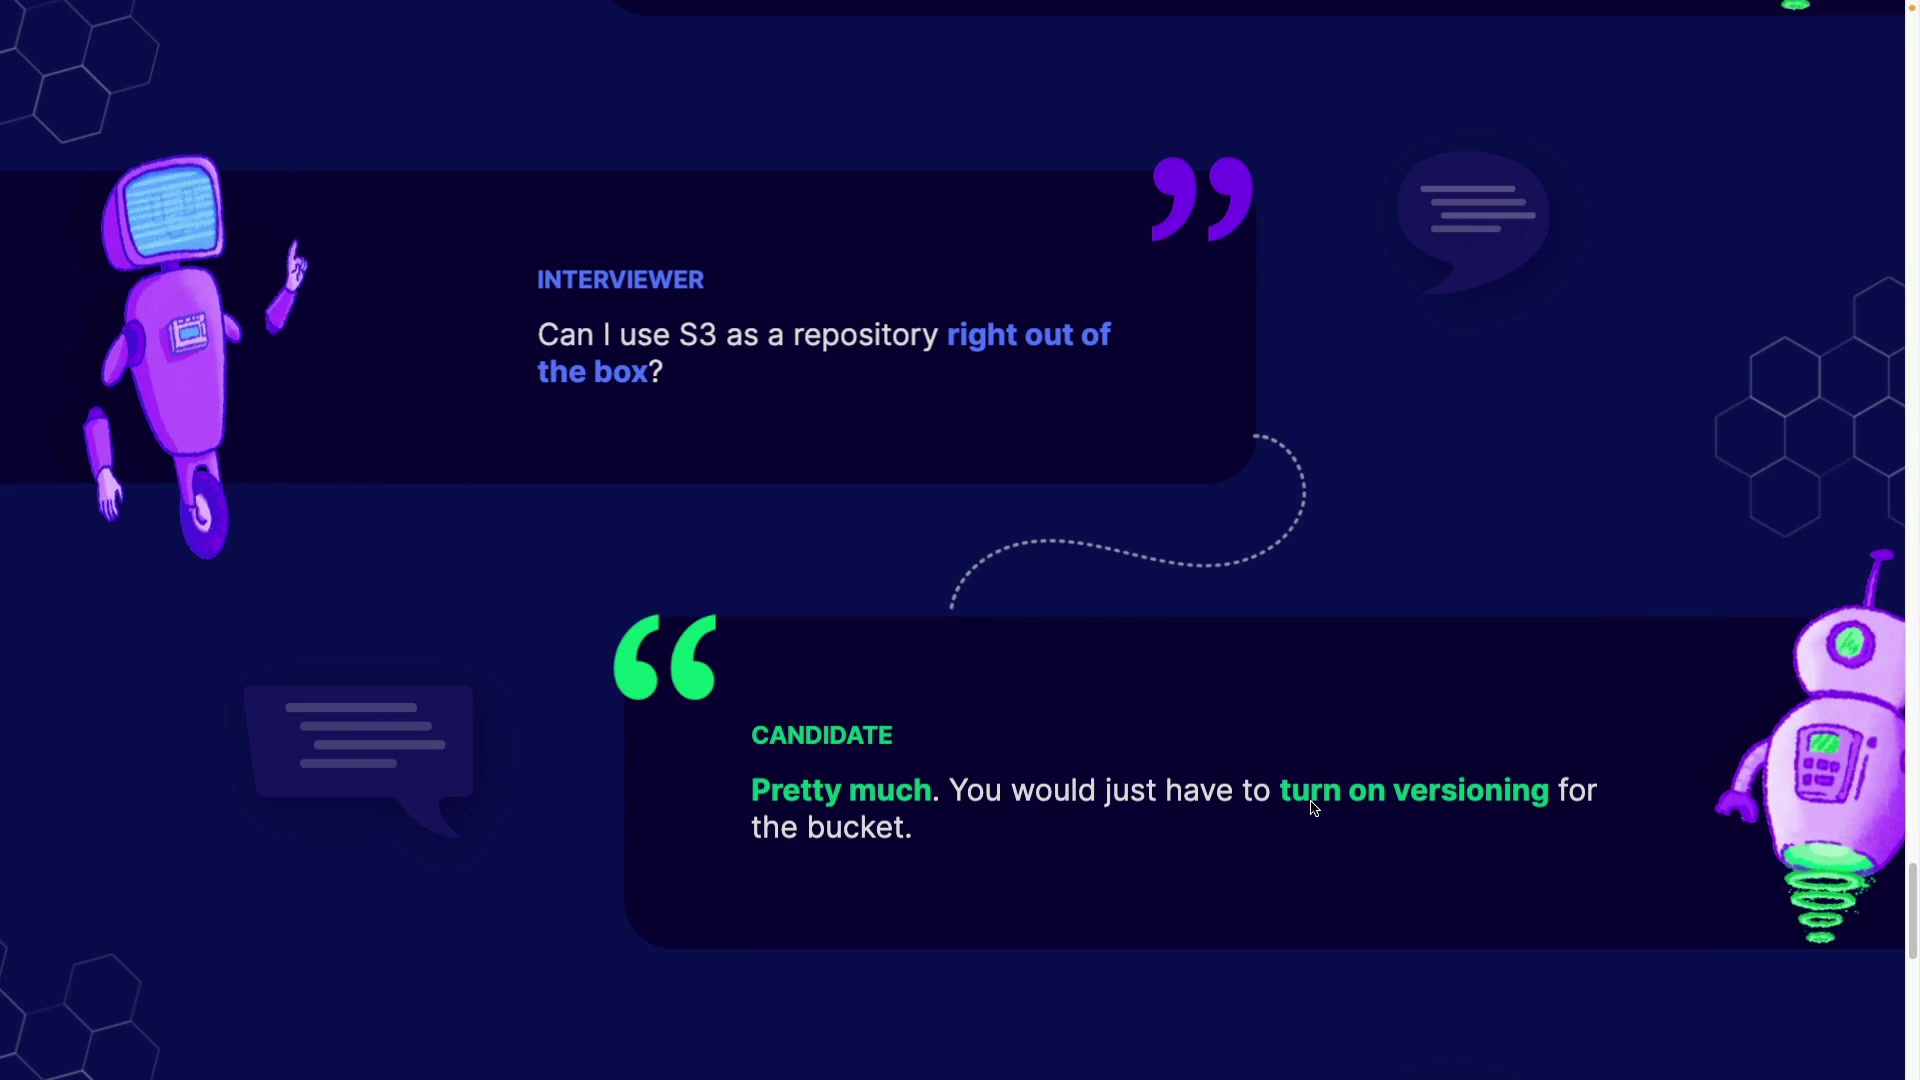 INTERVIEWER
Can I use S3 as a repository right out of
the box?
CANDIDATE
Pretty much. You would just have to turn on versioning for
the bucket.